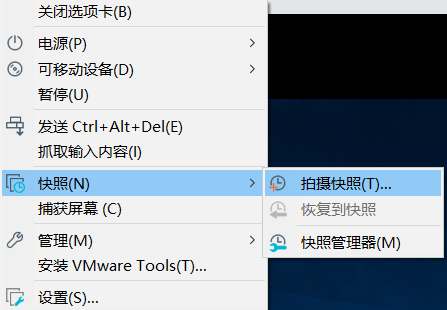 关闭选项卡(B)
电源(P)
可移动设备(D)
暂停(U)
发送 Ctrl+Alt+Del(E)
抓取输入内容(I)
快照(N)
拍摄快照(T)...
捕获屏幕 (C)
恢复到快照
管理(M)
快照管理器(M)
安装 VMware Tools(T)...
设置(S)...